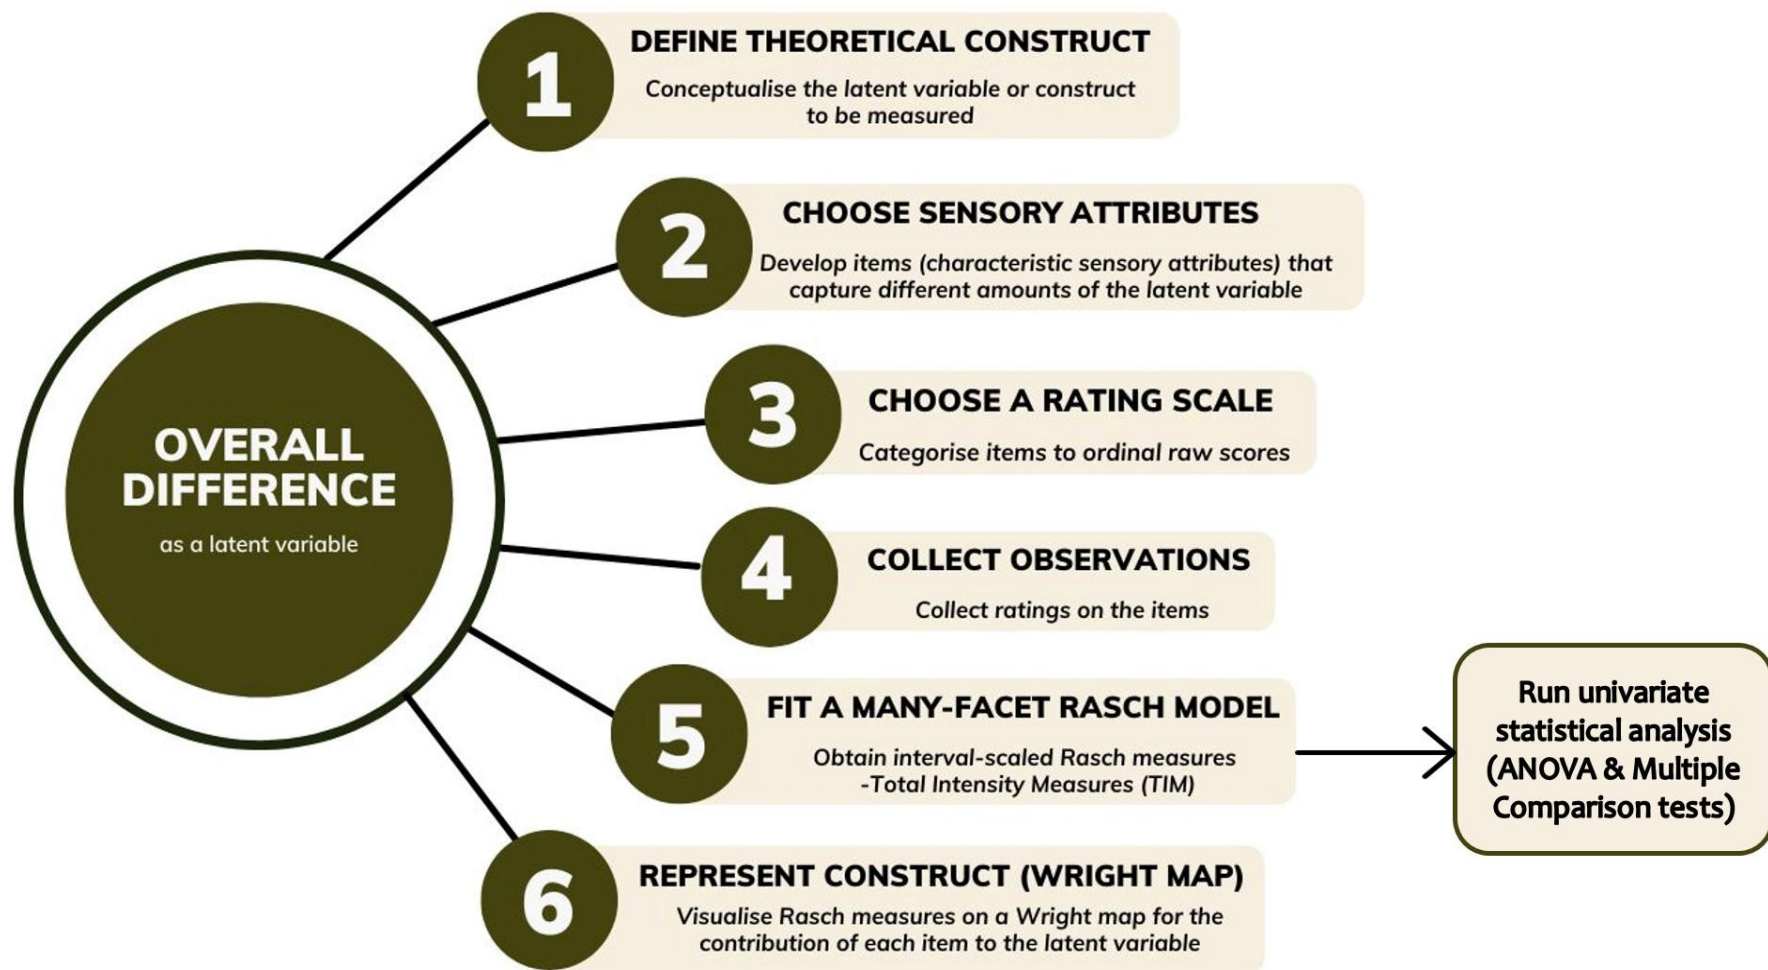 1
DEFINE THEORETICAL CONSTRUCT
Conceptualise the latent variable or construct
to be measured
2
CHOOSE SENSORY ATTRIBUTES
Develop items (characteristic sensory attributes) that
capture different amounts of the latent variable
3
CHOOSE A RATING SCALE
Categorise items to ordinal raw scores
OVERALL
DIFFERENCE
as a latent variable
4
COLLECT OBSERVATIONS
Collect ratings on the items
5
FIT A MANY-FACET RASCH MODEL
Obtain interval-scaled Rasch measures
-Total Intensity Measures (TIM)
Run univariate
statistical analysis
(ANOVA & Multiple
Comparison tests)
6
REPRESENT CONSTRUCT (WRIGHT MAP)
Visualise Rasch measures on a Wright map for the
contribution of each item to the latent variable